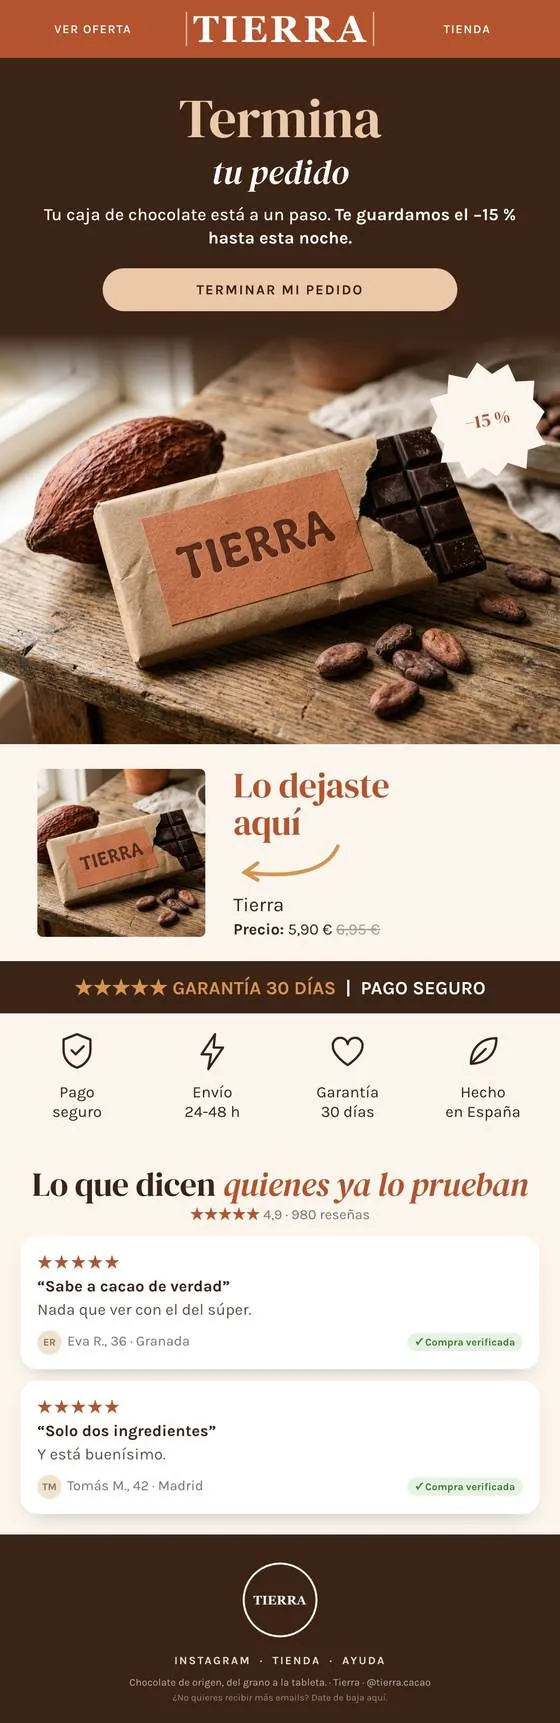 VER OFERTA
TIERRA
TIENDA
Termina
tu pedido
Tu caja de chocolate está a un paso. Te guardamos el –15 %
hasta esta noche.
TERMINAR MI PEDIDO
–15 %
TIERRA
Lo dejaste
aquí
TIERRA
Tierra
Precio: 5,90 € 6,95 €
★★★★★ GARANTÍA 30 DÍAS | PAGO SEGURO
Pago
seguro
Envío
24-48 h
Garantía
30 días
Hecho
en España
Lo que dicen quienes ya lo prueban
★★★★★ 4,9 · 980 reseñas
★★★★★
“Sabe a cacao de verdad”
Nada que ver con el del súper.
ER Eva R., 36 · Granada
✓ Compra verificada
★★★★★
“Solo dos ingredientes”
Y está buenísimo.
TM Tomás M., 42 · Madrid
✓ Compra verificada
TIERRA
INSTAGRAM · TIENDA · AYUDA
Chocolate de origen, del grano a la tableta. · Tierra · @tierra.cacao
¿No quieres recibir más emails? Date de baja aquí.